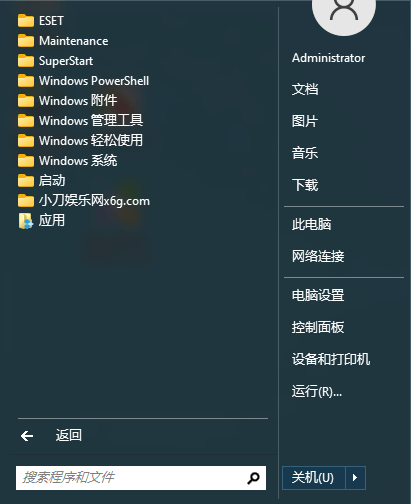 ESET
Maintenance
SuperStart
Windows PowerShell
Windows 附件
Windows 管理工具
Windows 轻松使用
Windows 系统
启动
小刀娱乐网x6g.com
应用
返回
搜索程序和文件
Administrator
文档
图片
音乐
下载
此电脑
网络连接
电脑设置
控制面板
设备和打印机
运行(R)...
关机(U)